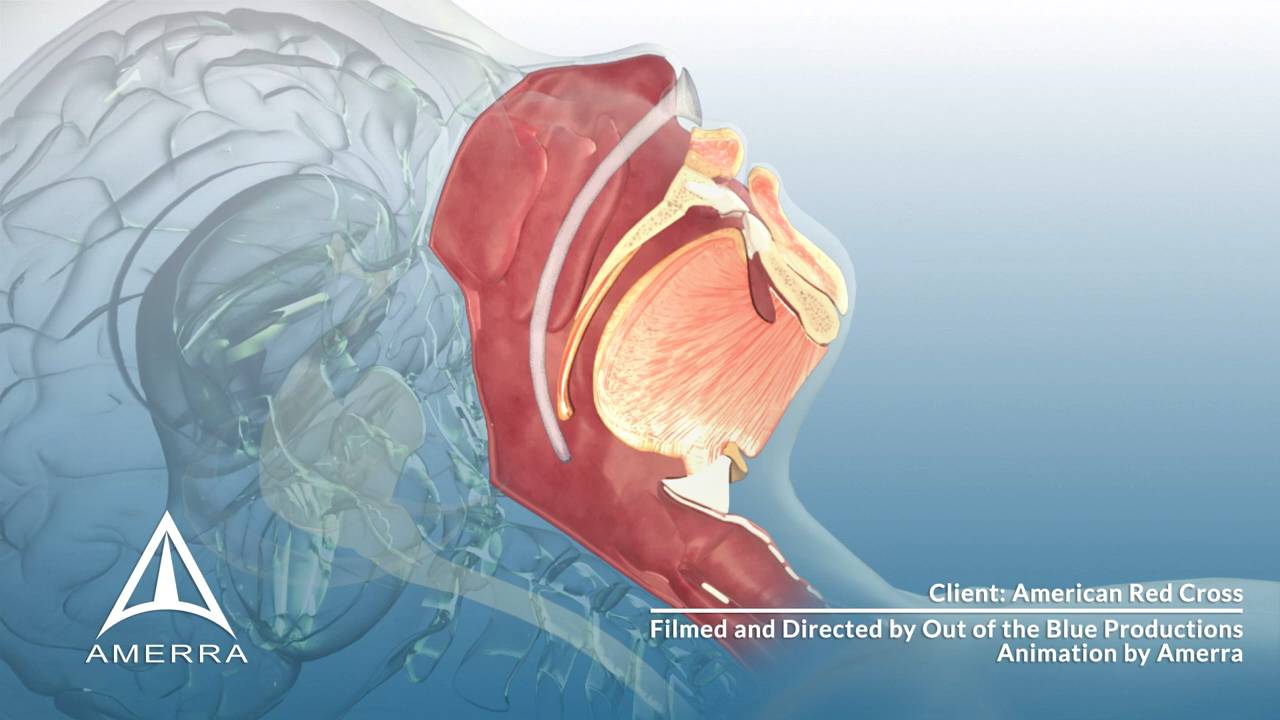 AMERRA
Client: American Red Cross
Filmed and Directed by Out of the Blue Productions
Animation by Amerra